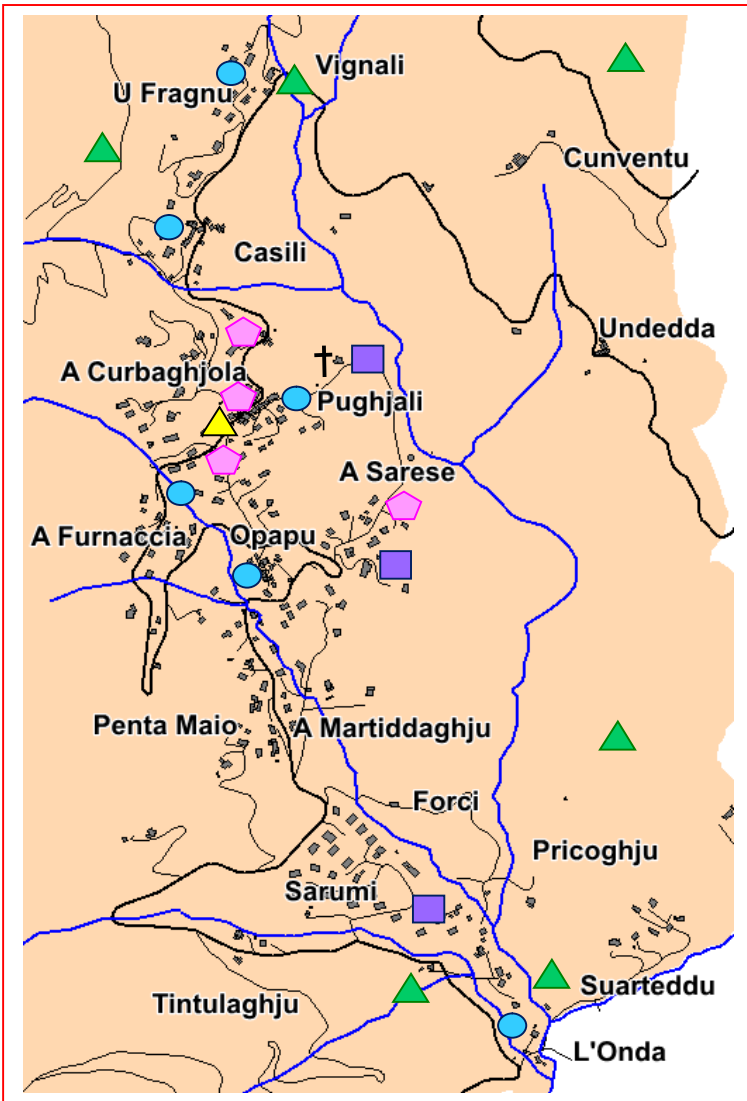 Vignali
U Fragnu
Cunventu
Casili
Undedda
A Curbaghjola
Pughjali
A Sarese
A Furnaccia
Opapu
Penta Maio
A Martiddaghju
Forci
Pricoghju
Sarumi
Suarteddu
Tintulaghju
L'Onda